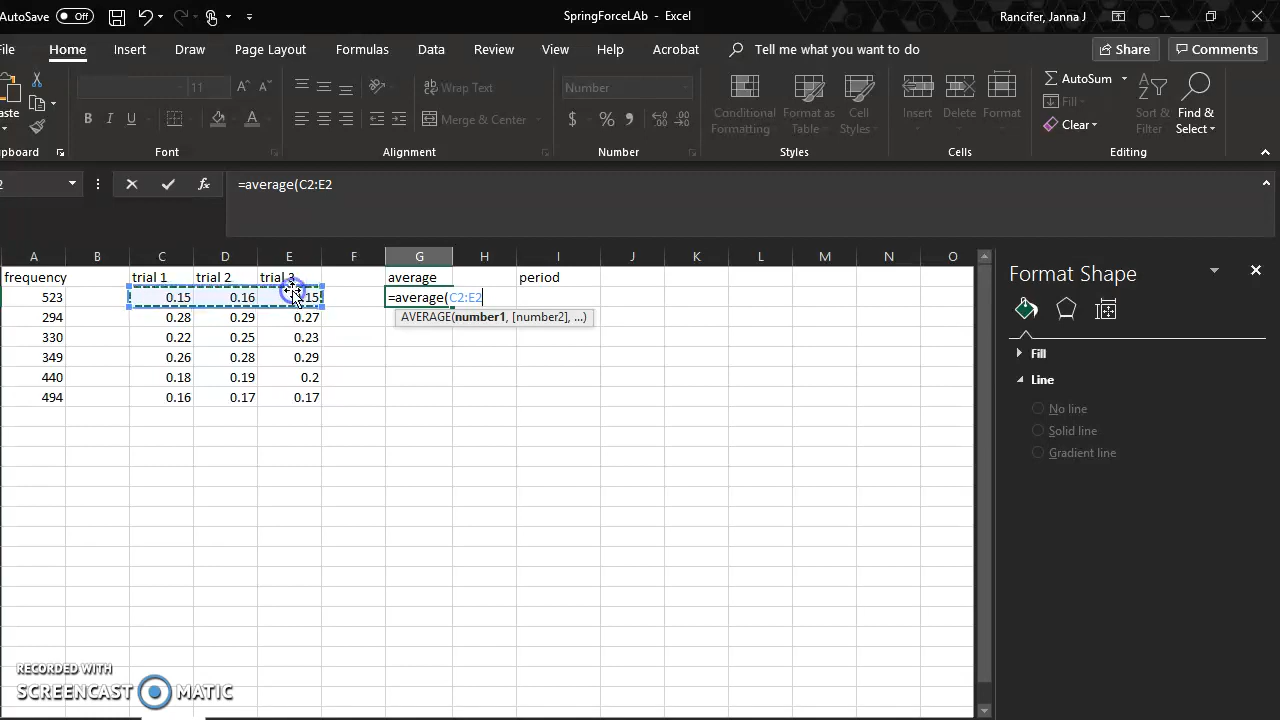 AutoSave Off SpringForceLAb - Excel Rancifer, Janna J
File Home Insert Draw Page Layout Formulas Data Review View Help Acrobat Tell me what you want to do Share Comments
11 Wrap Text Number Conditional Formatting Format as Table Cell Styles Insert Delete Format AutoSum Fill Clear Sort & Filter Find & Select
B I U Merge & Center $ % 9
Font Alignment Number Styles Cells Editing
2 =average(C2:E2
A B C D E F G H I J K L M N O
frequency trial 1 trial 2 trial 3 average period
523 0.15 0.16 .15 =average(C2:E2
294 0.28 0.29 0.27 AVERAGE(number1, [number2], ...)
330 0.22 0.25 0.23
349 0.26 0.28 0.29
440 0.18 0.19 0.2
494 0.16 0.17 0.17
Format Shape
Fill
Line
No line
Solid line
Gradient line
RECORDED WITH
SCREENCAST MATIC